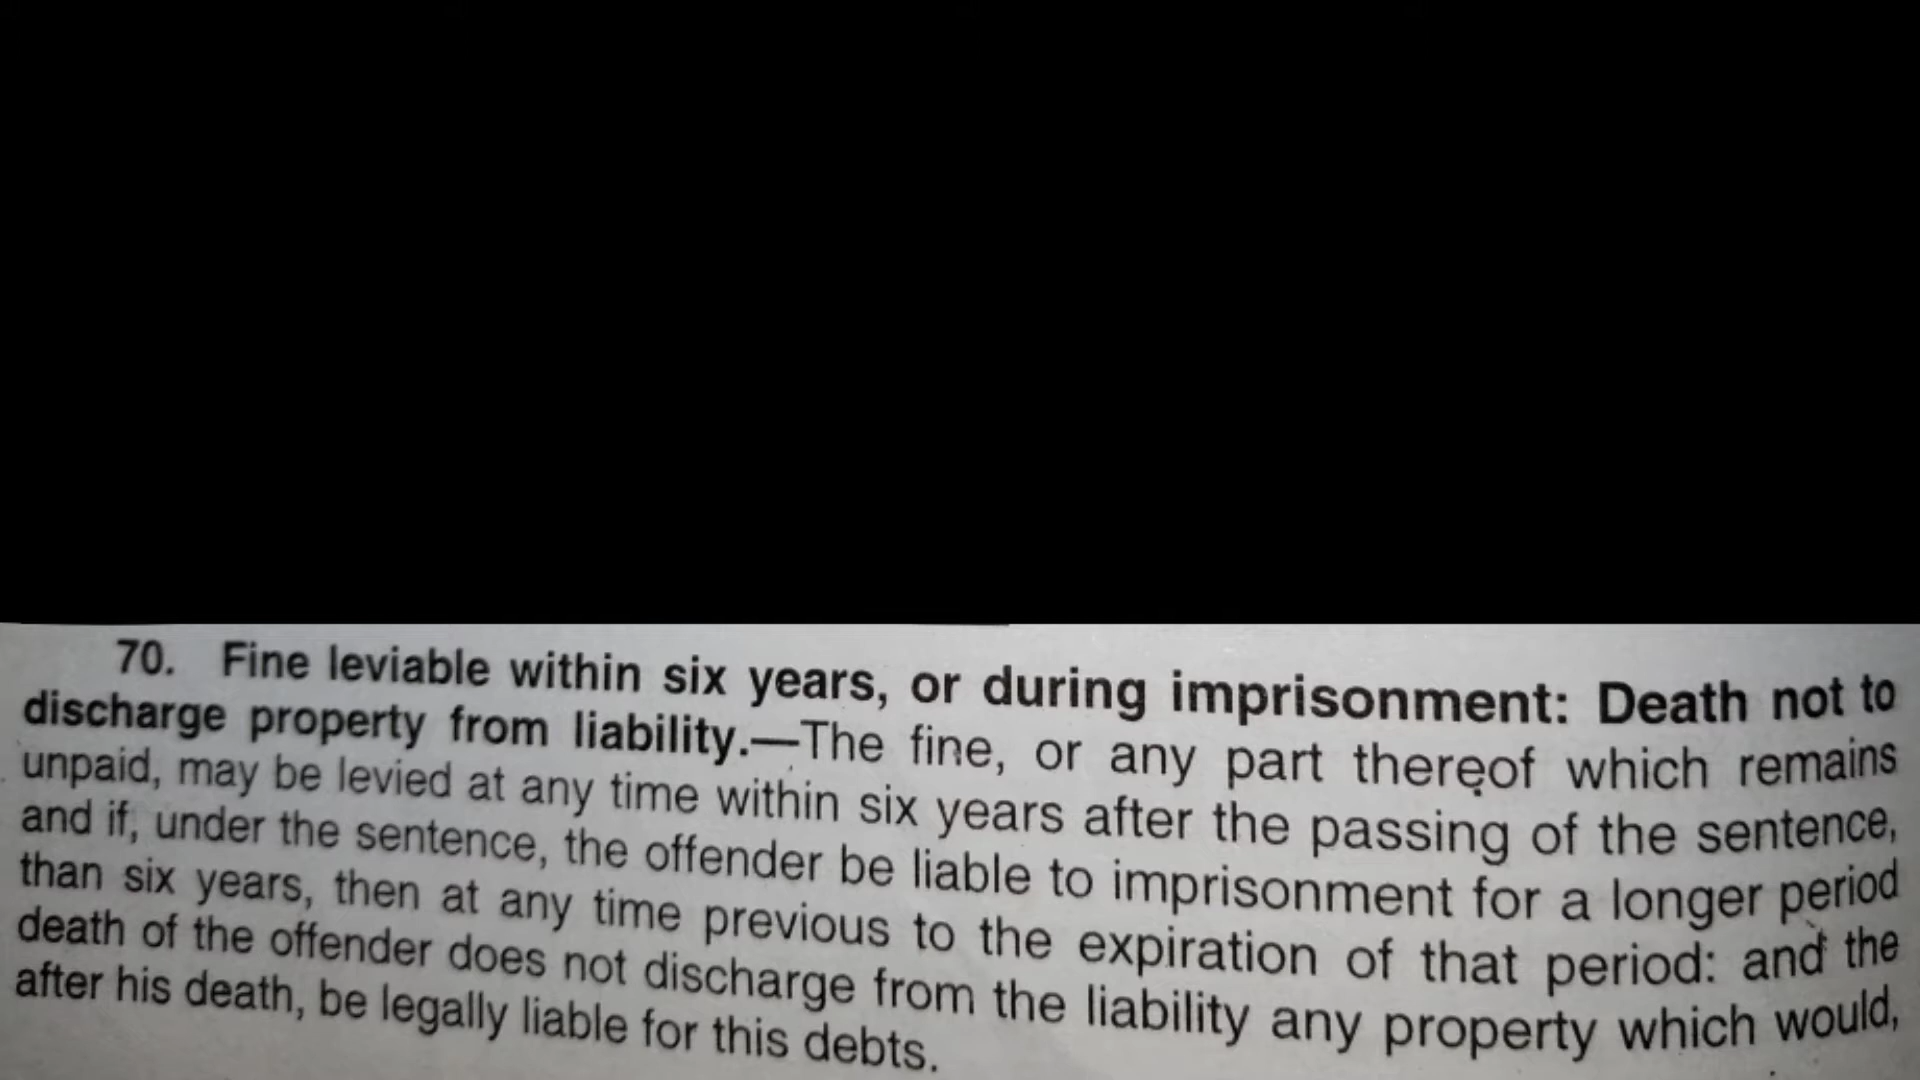 70. Fine leviable within six years, or during imprisonment: Death not to
discharge property from liability.—The fine, or any part thereof which remains
unpaid, may be levied at any time within six years after the passing of the sentence,
and if, under the sentence, the offender be liable to imprisonment for a longer period
than six years, then at any time previous to the expiration of that period: and the
death of the offender does not discharge from the liability any property which would,
after his death, be legally liable for this debts.